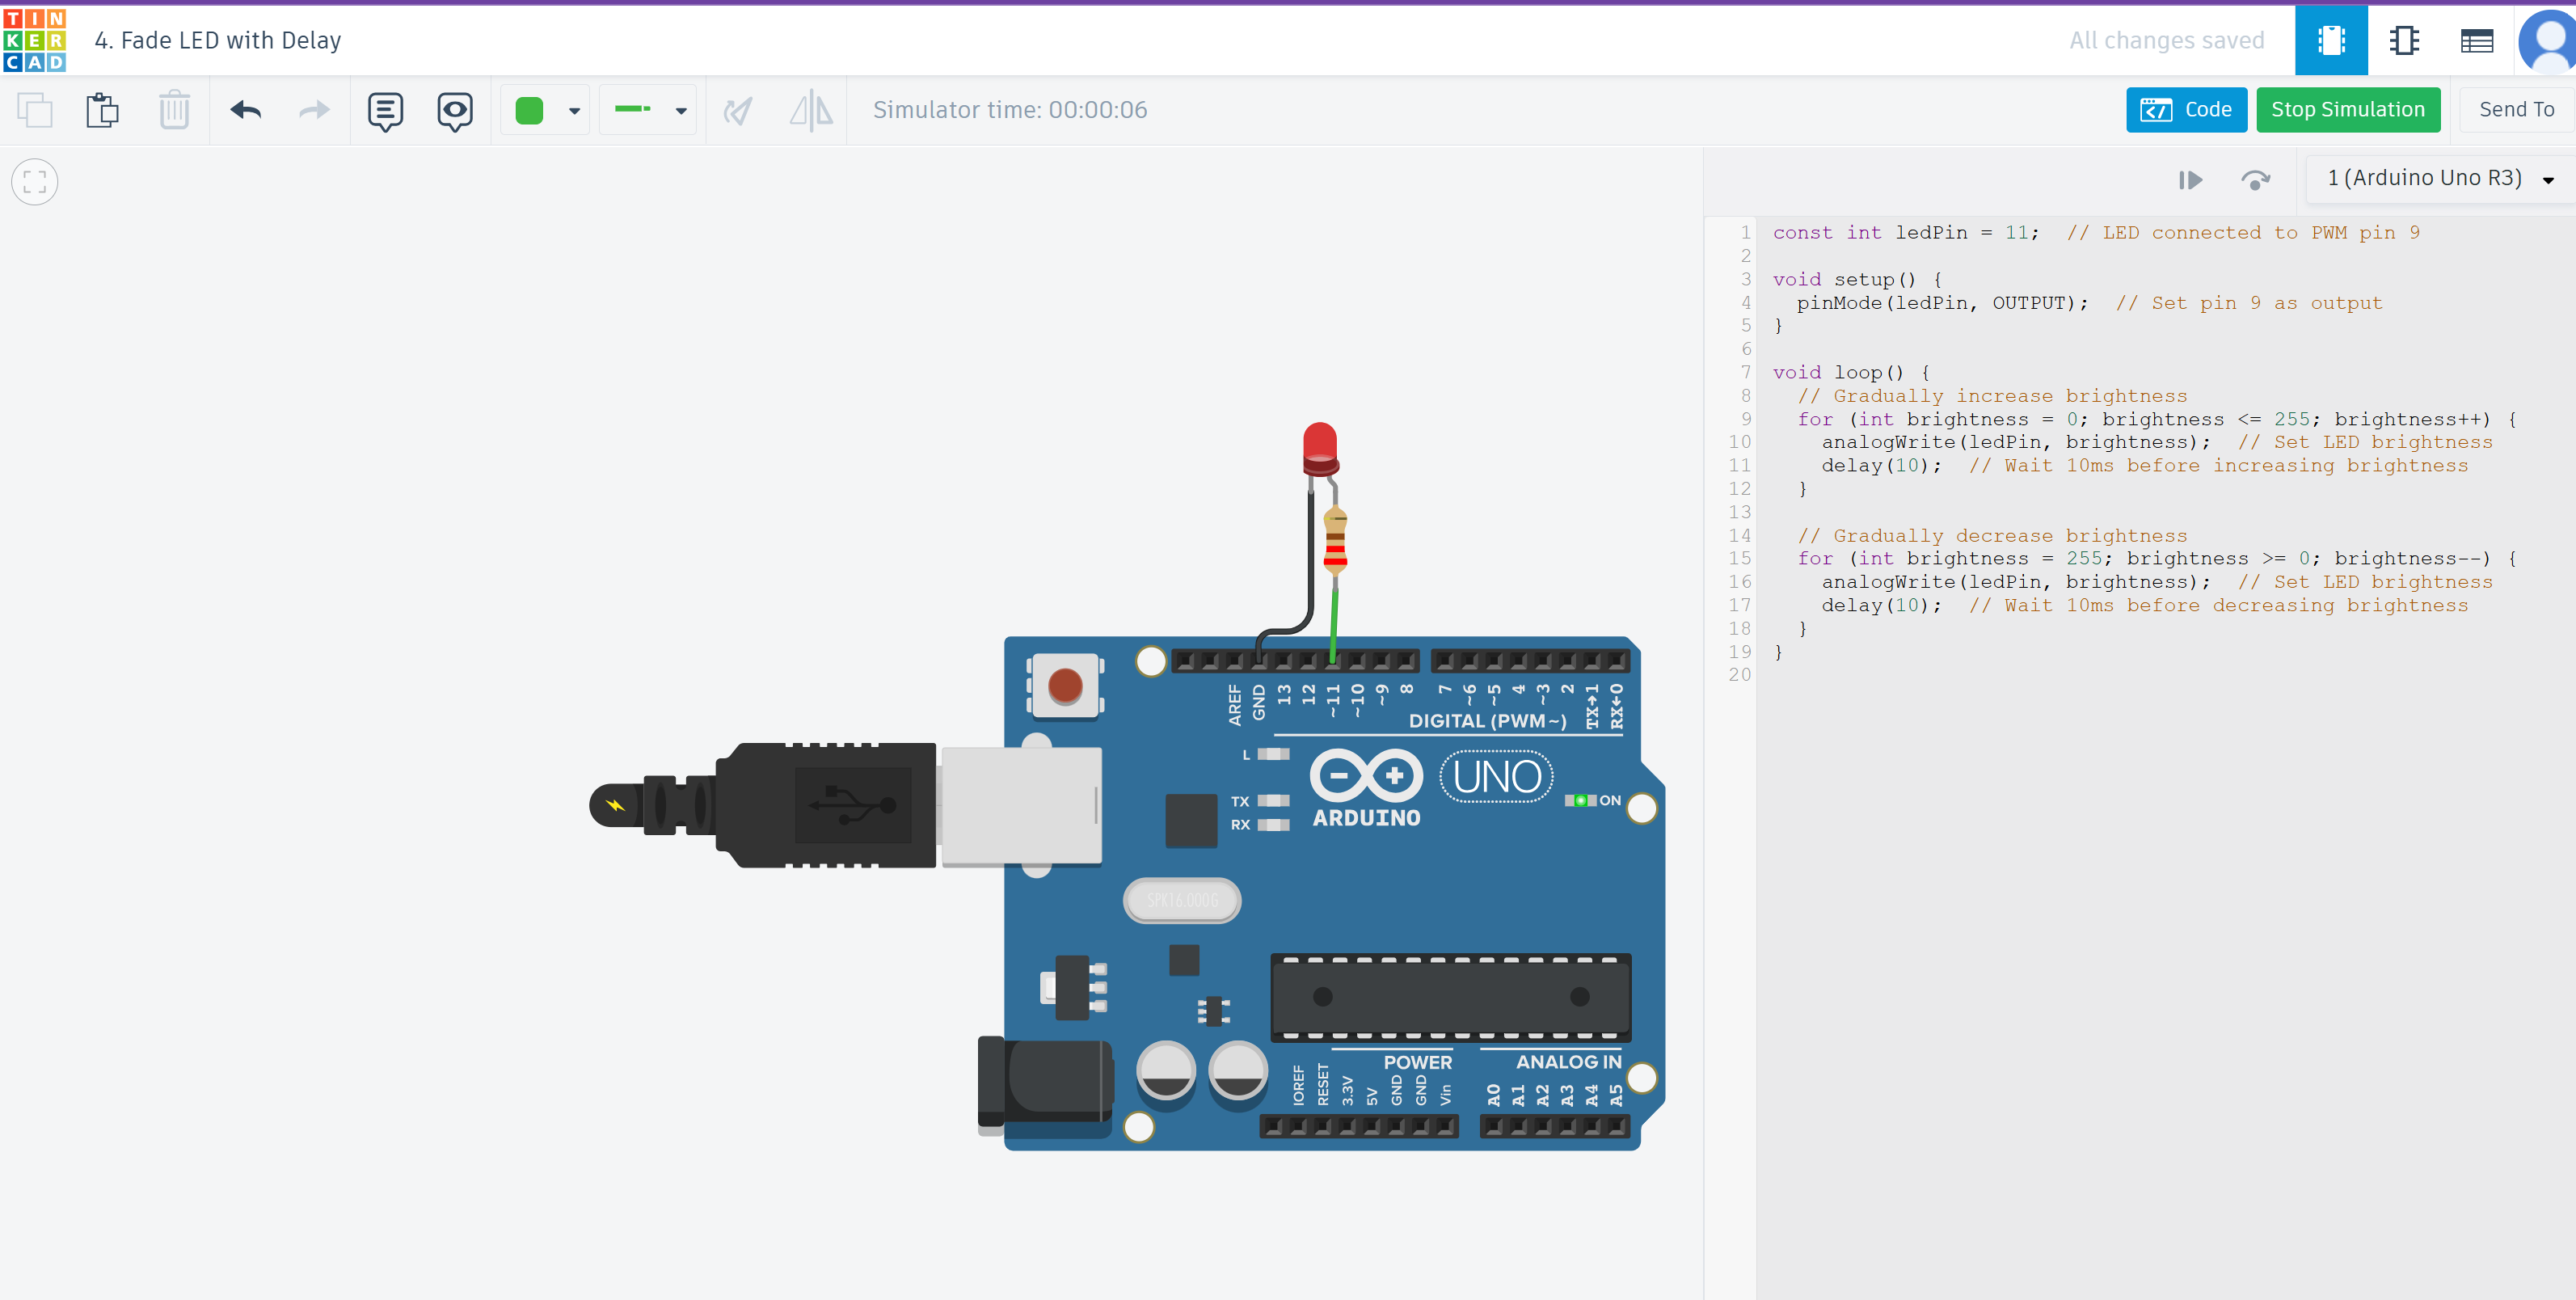 TIN
KER
CAD
4. Fade LED with Delay
All changes saved
Simulator time: 00:00:06
Code
Stop Simulation
Send To
1 (Arduino Uno R3)
1 const int ledPin = 11;  // LED connected to PWM pin 9
2
3 void setup() {
4   pinMode(ledPin, OUTPUT);  // Set pin 9 as output
5 }
6
7 void loop() {
8   // Gradually increase brightness
9   for (int brightness = 0; brightness <= 255; brightness++) {
10     analogWrite(ledPin, brightness);  // Set LED brightness
11     delay(10);  // Wait 10ms before increasing brightness
12   }
13
14   // Gradually decrease brightness
15   for (int brightness = 255; brightness >= 0; brightness--) {
16     analogWrite(ledPin, brightness);  // Set LED brightness
17     delay(10);  // Wait 10ms before decreasing brightness
18   }
19 }
20
AREF GND 13 12 ~11 ~10 ~9 8 7 ~6 ~5 4 ~3 2 TX→1 RX←0
DIGITAL (PWM~)
L
TX
RX
ARDUINO
UNO
ON
SPK16.000G
POWER
ANALOG IN
IOREF RESET 3.3V 5V GND GND Vin A0 A1 A2 A3 A4 A5